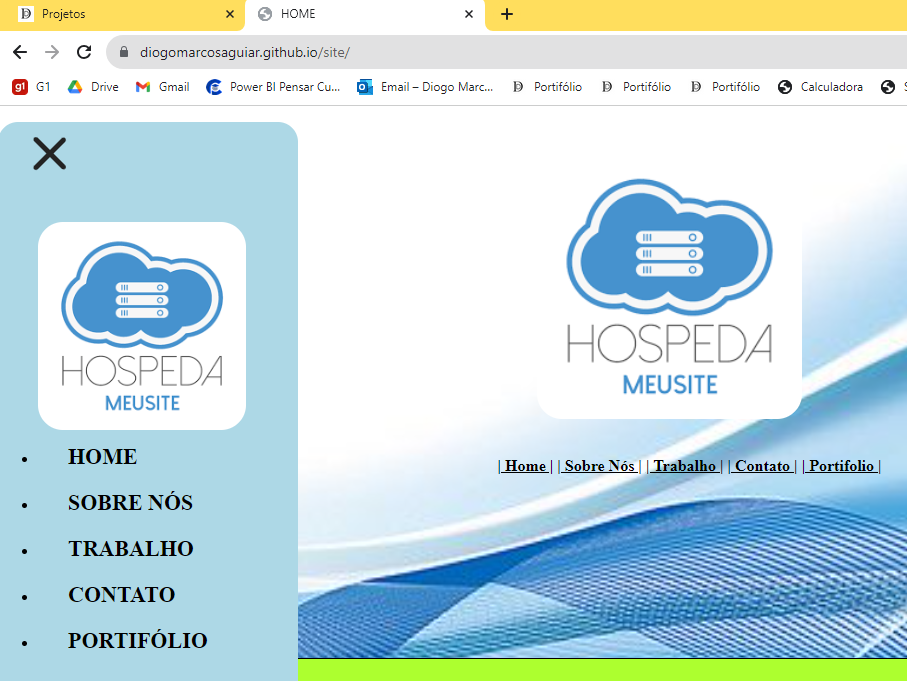 Projetos
HOME
diogomarcosaguiar.github.io/site/
G1 Drive Gmail Power BI Pensar Cu... Email – Diogo Marc... Portifólio Portifólio Portifólio Calculadora
HOSPEDA
MEUSITE
HOME
SOBRE NÓS
TRABALHO
CONTATO
PORTIFÓLIO
HOSPEDA
MEUSITE
| Home | | Sobre Nós | | Trabalho | | Contato | | Portifolio |